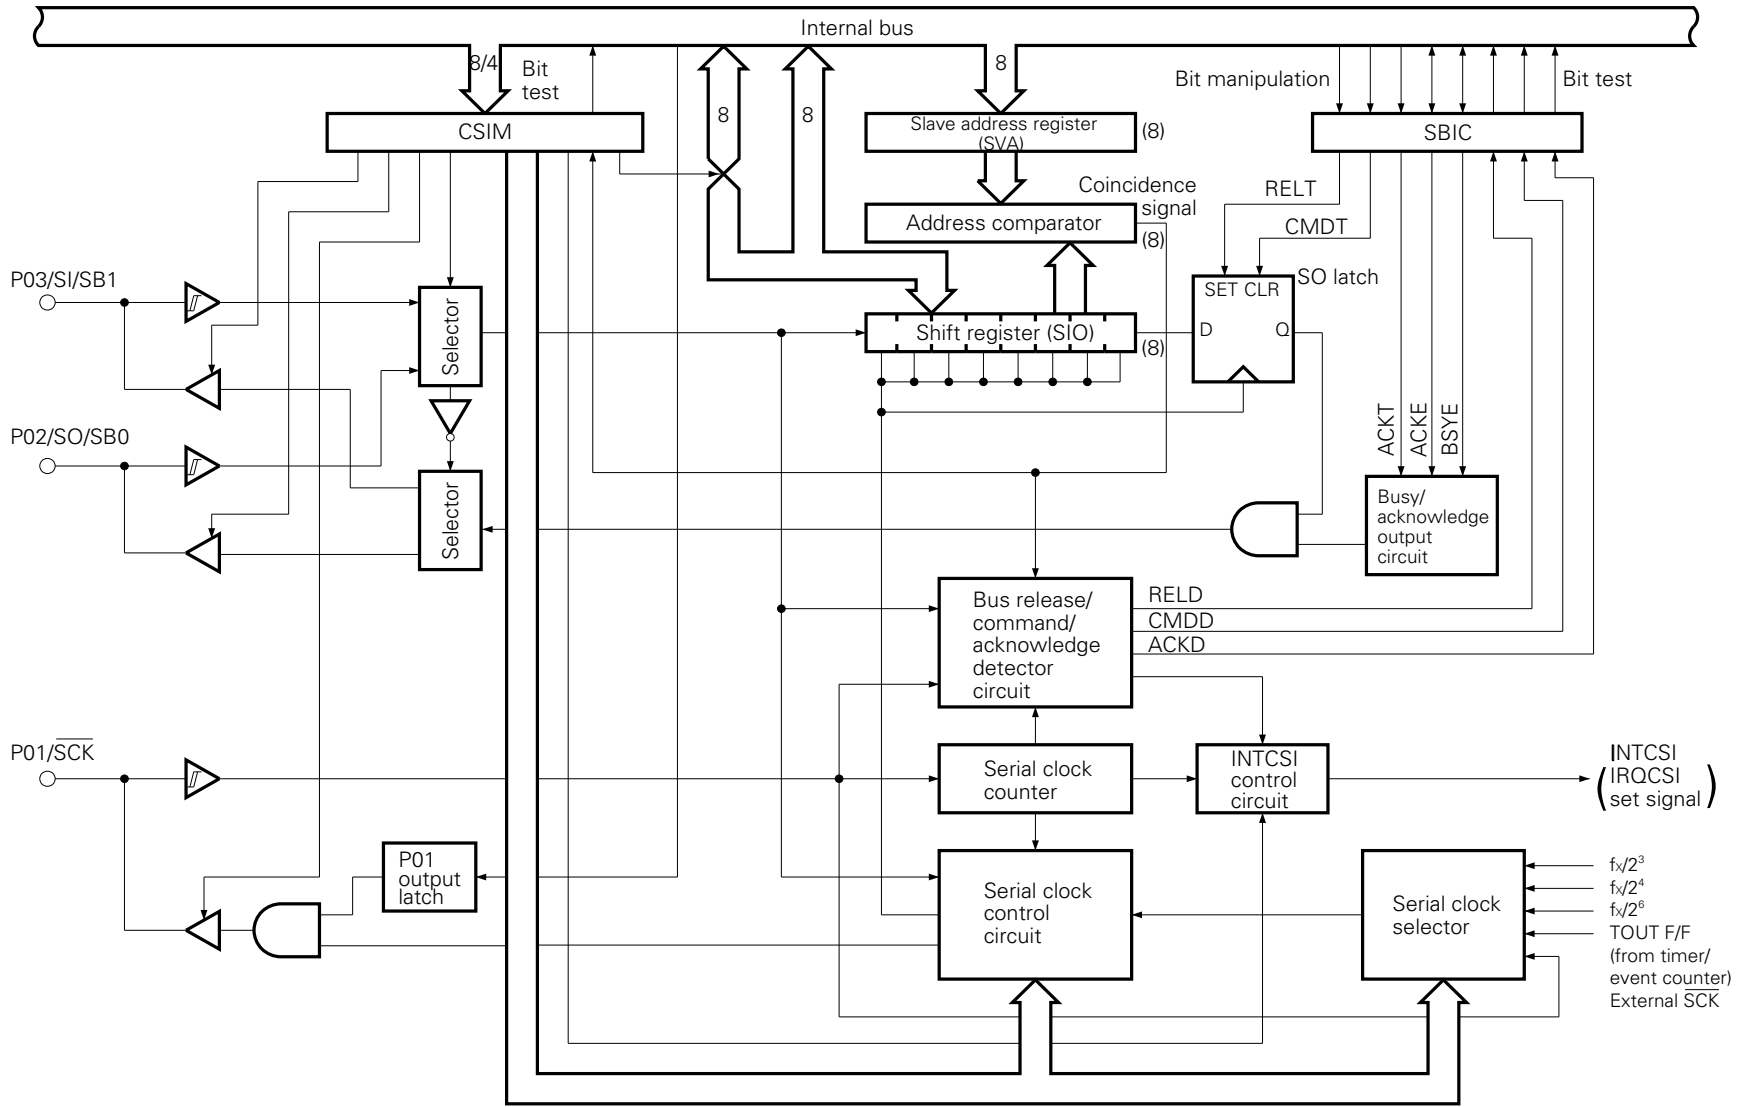 Internal bus
8/4
Bit
test
8
8
8
Bit manipulation
Bit test
CSIM
Slave address register
(SVA)
(8)
SBIC
Coincidence
signal
RELT
Address comparator
(8)
CMDT
P03/SI/SB1
SO latch
SET CLR
Selector
Shift register (SIO)
(8)
D
Q
ACKT
ACKE
BSYE
P02/SO/SB0
Selector
Busy/
acknowledge
output
circuit
Bus release/
command/
acknowledge
detector
circuit
RELD
CMDD
ACKD
P01/S̅C̅K̅
Serial clock
counter
INTCSI
control
circuit
INTCSI
(IRQCSI
set signal)
P01
output
latch
Serial clock
control
circuit
Serial clock
selector
fX/2³
fX/2⁴
fX/2⁶
TOUT F/F
(from timer/
event counter)
External S̅C̅K̅